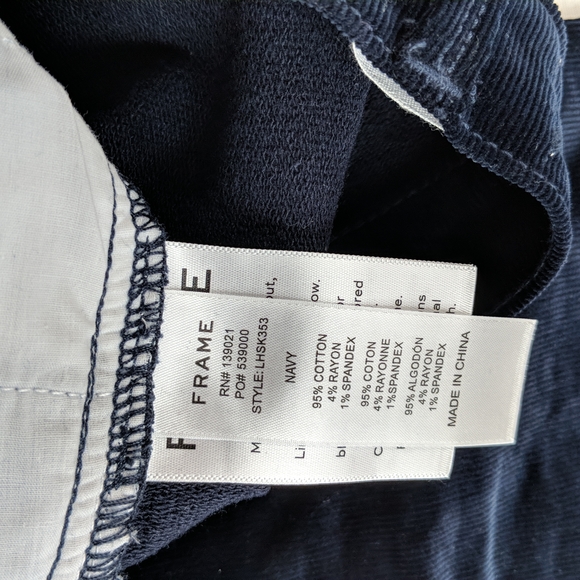 FRAME
RN# 139021
PO# 539000
STYLE: LHSK353
NAVY
95% COTTON
4% RAYON
1% SPANDEX
95% COTON
4% RAYONNE
1%SPANDEX
95% ALGODÓN
4% RAYON
1% SPANDEX
MADE IN CHINA